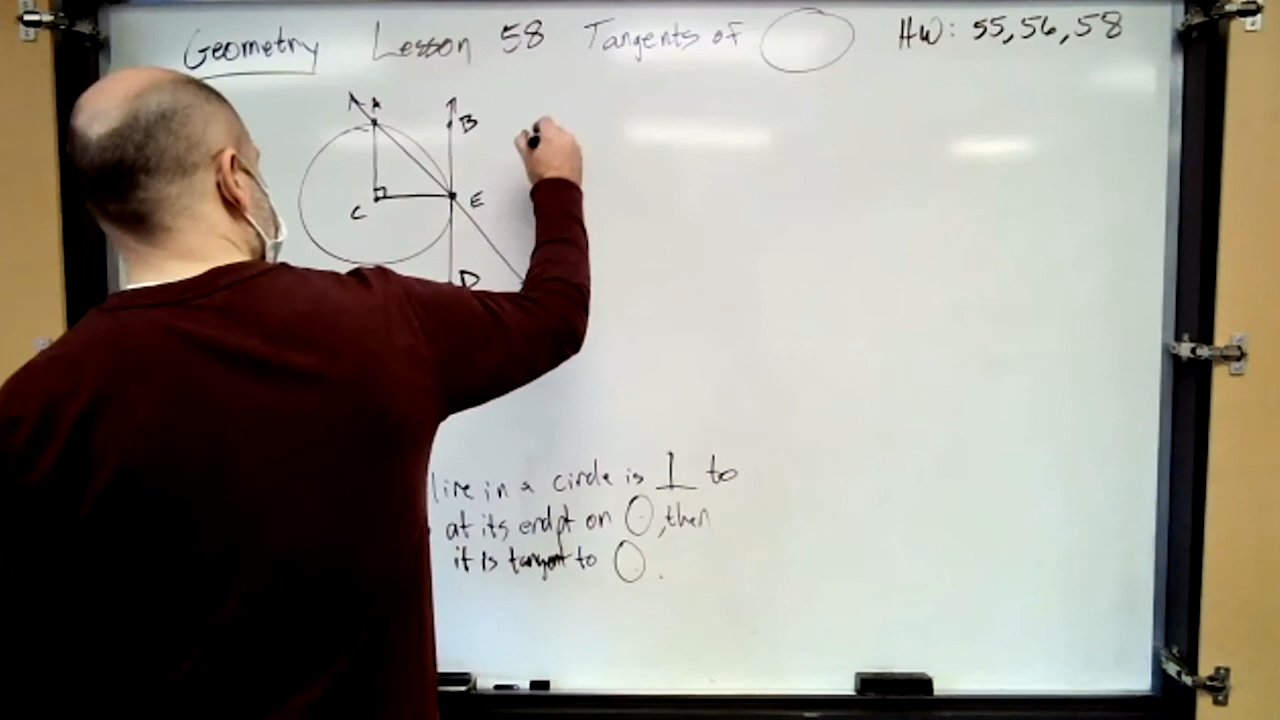 Geometry Lesson 58 Tangents of
HW: 55, 56, 58
A
B
C
E
D
line in a circle is ⊥ to
at its endpt on , then
it is tangent to .